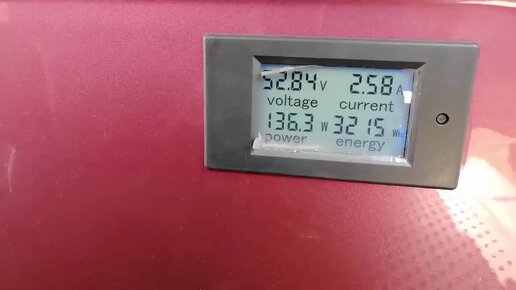 52.84 V 2.58 A
voltage current
136.3 W 3215 Wh
power energy